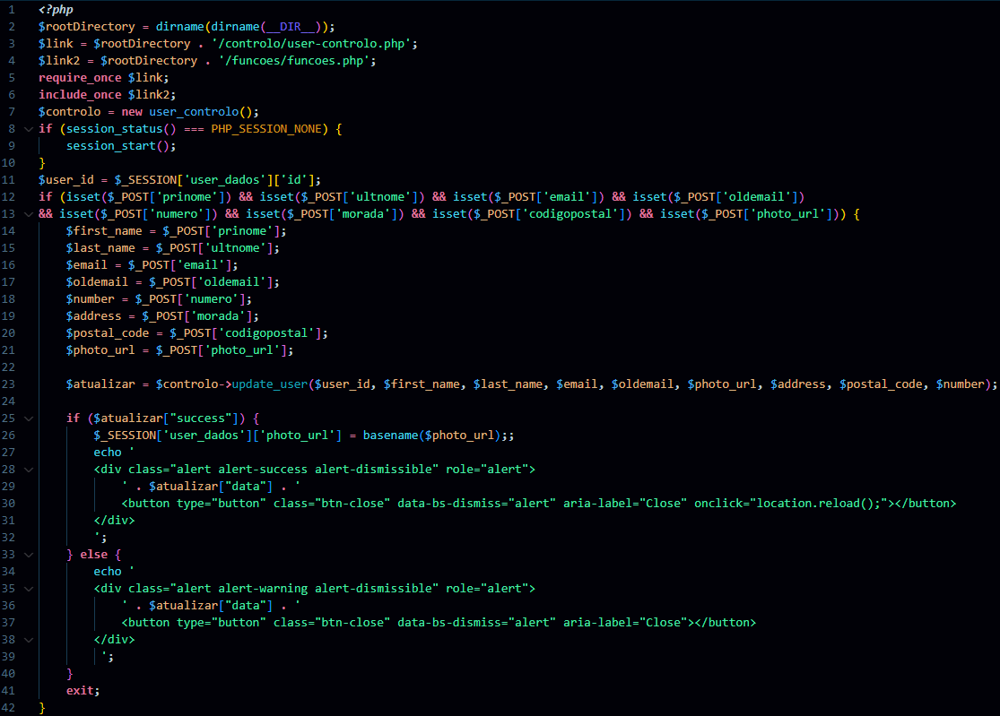 1 <?php
2 $rootDirectory = dirname(dirname(__DIR__));
3 $link = $rootDirectory . '/controlo/user-controlo.php';
4 $link2 = $rootDirectory . '/funcoes/funcoes.php';
5 require_once $link;
6 include_once $link2;
7 $controlo = new user_controlo();
8 if (session_status() === PHP_SESSION_NONE) {
9     session_start();
10 }
11 $user_id = $_SESSION['user_dados']['id'];
12 if (isset($_POST['prinome']) && isset($_POST['ultnome']) && isset($_POST['email']) && isset($_POST['oldemail'])
13 && isset($_POST['numero']) && isset($_POST['morada']) && isset($_POST['codigopostal']) && isset($_POST['photo_url'])) {
14     $first_name = $_POST['prinome'];
15     $last_name = $_POST['ultnome'];
16     $email = $_POST['email'];
17     $oldemail = $_POST['oldemail'];
18     $number = $_POST['numero'];
19     $address = $_POST['morada'];
20     $postal_code = $_POST['codigopostal'];
21     $photo_url = $_POST['photo_url'];
22
23     $atualizar = $controlo->update_user($user_id, $first_name, $last_name, $email, $oldemail, $photo_url, $address, $postal_code, $number);
24
25     if ($atualizar["success"]) {
26         $_SESSION['user_dados']['photo_url'] = basename($photo_url);;
27         echo '
28         <div class="alert alert-success alert-dismissible" role="alert">
29             ' . $atualizar["data"] . '
30             <button type="button" class="btn-close" data-bs-dismiss="alert" aria-label="Close" onclick="location.reload();"></button>
31         </div>
32         ';
33     } else {
34         echo '
35         <div class="alert alert-warning alert-dismissible" role="alert">
36             ' . $atualizar["data"] . '
37             <button type="button" class="btn-close" data-bs-dismiss="alert" aria-label="Close"></button>
38         </div>
39          ';
40     }
41     exit;
42 }